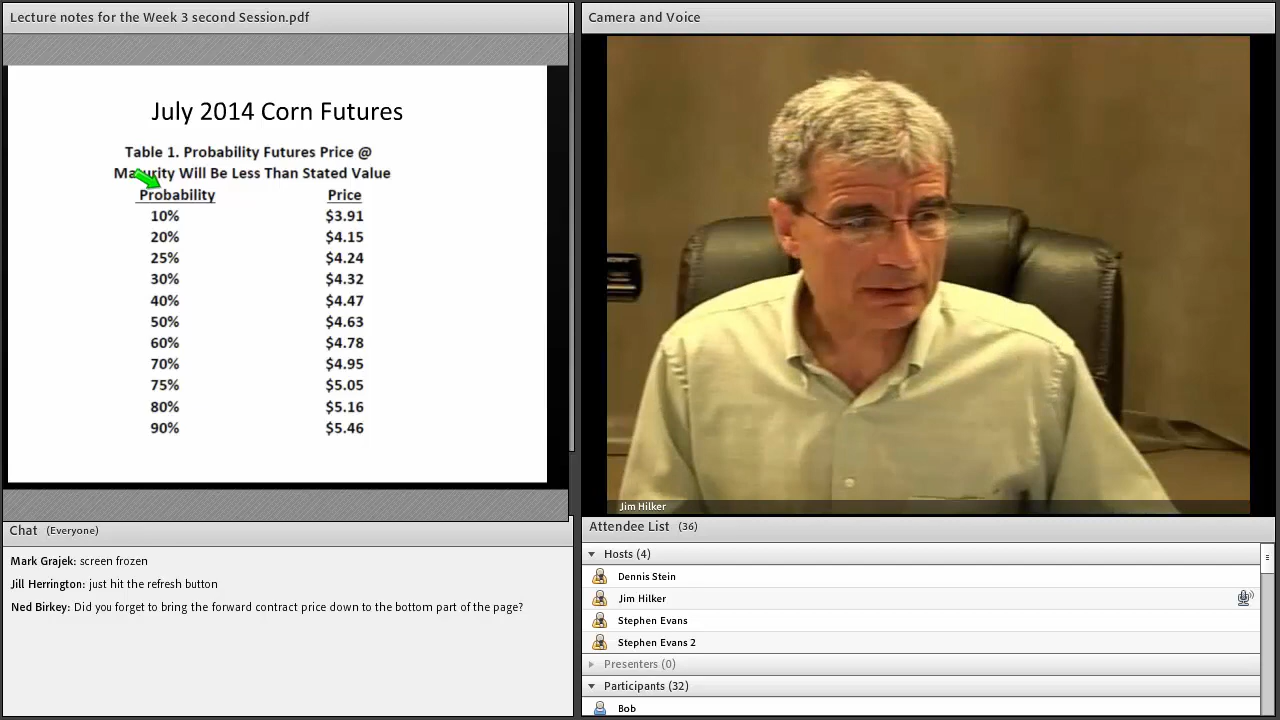 Lecture notes for the Week 3 second Session.pdf
July 2014 Corn Futures
Table 1. Probability Futures Price @
Maturity Will Be Less Than Stated Value
Probability Price
10% $3.91
20% $4.15
25% $4.24
30% $4.32
40% $4.47
50% $4.63
60% $4.78
70% $4.95
75% $5.05
80% $5.16
90% $5.46
Chat (Everyone)
Mark Grajek: screen frozen
Jill Herrington: just hit the refresh button
Ned Birkey: Did you forget to bring the forward contract price down to the bottom part of the page?
Camera and Voice
Jim Hilker
Attendee List (36)
Hosts (4)
Dennis Stein
Jim Hilker
Stephen Evans
Stephen Evans 2
Presenters (0)
Participants (32)
Bob